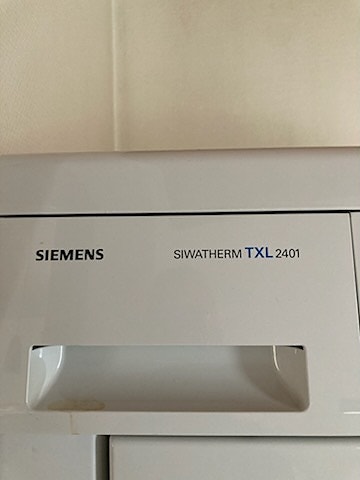 SIEMENS SIWATHERM TXL 2401